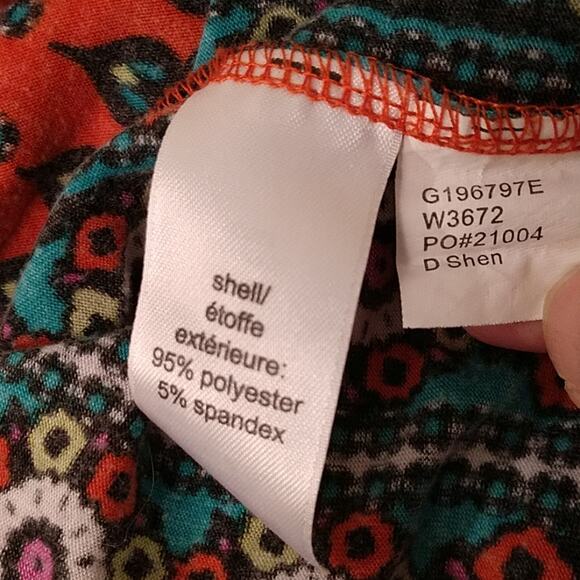 shell/
étoffe
extérieure:
95% polyester
5% spandex
G196797E
W3672
PO#21004
D Shen